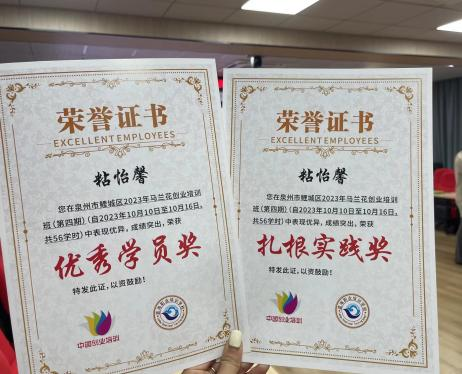 荣誉证书
EXCELLENT EMPLOYEES
粘怡馨
您在泉州市鲤城区2023年马兰花创业培训
班（第四期）（自2023年10月10日至10月16日，
共56学时）中表现优异，成绩突出，荣获
优秀学员奖
特发此证，以资鼓励！
中国创业培训
荣誉证书
EXCELLENT EMPLOYEES
粘怡馨
您在泉州市鲤城区2023年马兰花创业培训
班（第四期）（自2023年10月10日至10月16日，
共56学时）中表现优异，成绩突出，荣获
扎根实践奖
特发此证，以资鼓励！
中国创业培训